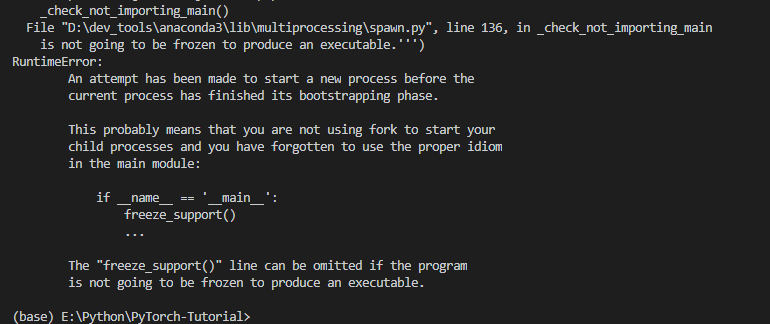 _check_not_importing_main()
File "D:\dev_tools\anaconda3\lib\multiprocessing\spawn.py", line 136, in _check_not_importing_main
is not going to be frozen to produce an executable.''')
RuntimeError:
An attempt has been made to start a new process before the
current process has finished its bootstrapping phase.
This probably means that you are not using fork to start your
child processes and you have forgotten to use the proper idiom
in the main module:
if __name__ == '__main__':
freeze_support()
...
The "freeze_support()" line can be omitted if the program
is not going to be frozen to produce an executable.
(base) E:\Python\PyTorch-Tutorial>